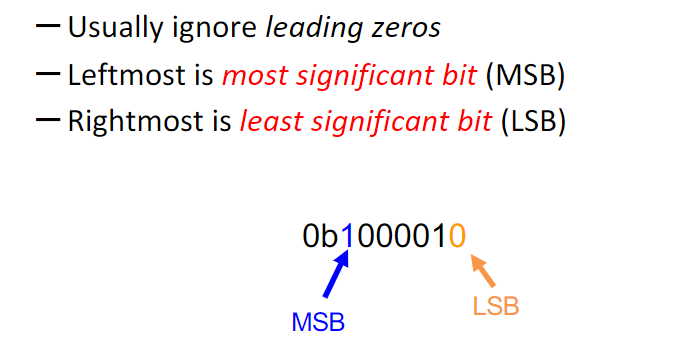 — Usually ignore leading zeros
— Leftmost is most significant bit (MSB)
— Rightmost is least significant bit (LSB)
0b1000010
MSB
LSB